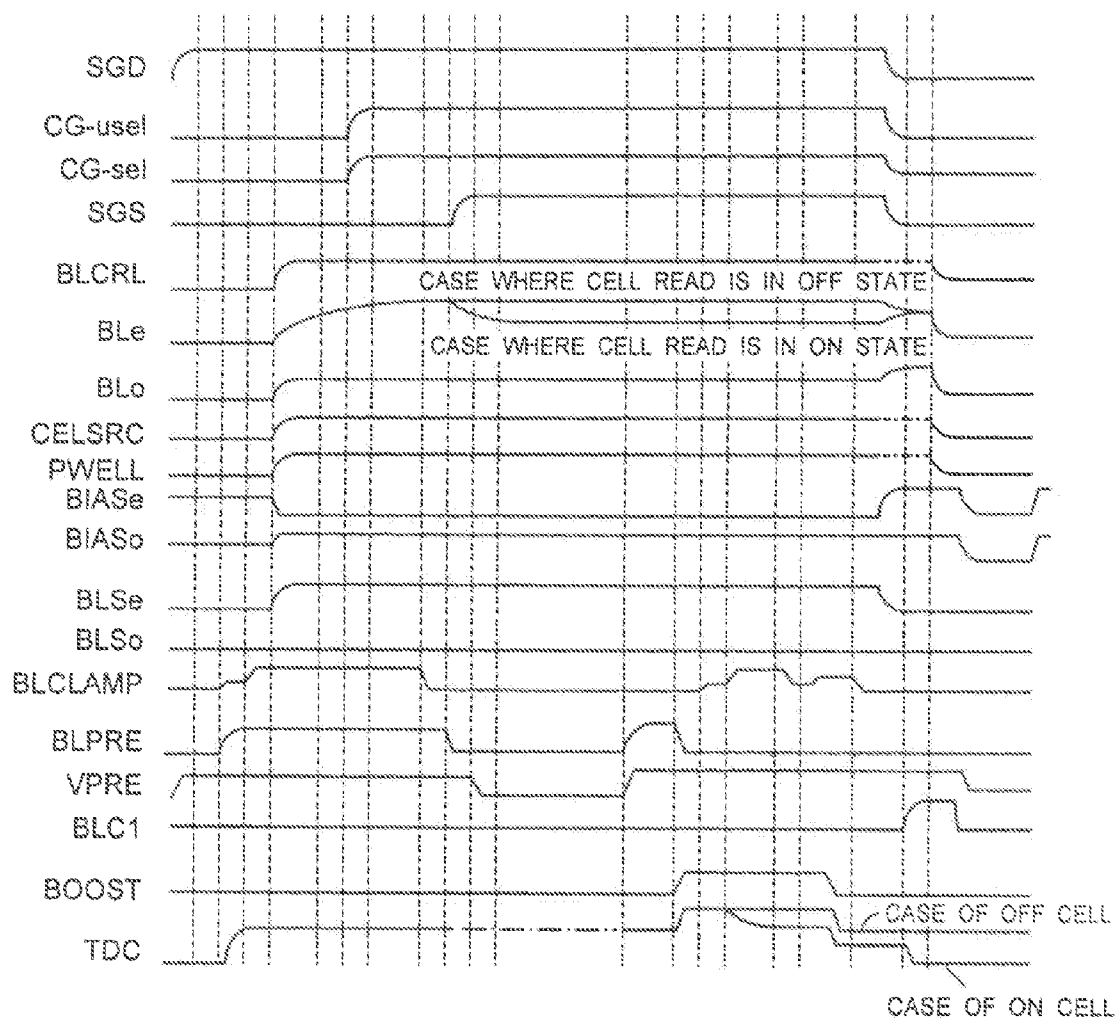 SGD
CG-usel
CG-sel
SGS
BLCRL
CASE WHERE CELL READ IS IN OFF STATE
BLe
CASE WHERE CELL READ IS IN ON STATE
BLo
CELSRC
PWELL
BIASe
BIASo
BLSe
BLSo
BLCLAMP
BLPRE
VPRE
BLC1
BOOST
CASE OF OFF CELL
TDC
CASE OF ON CELL